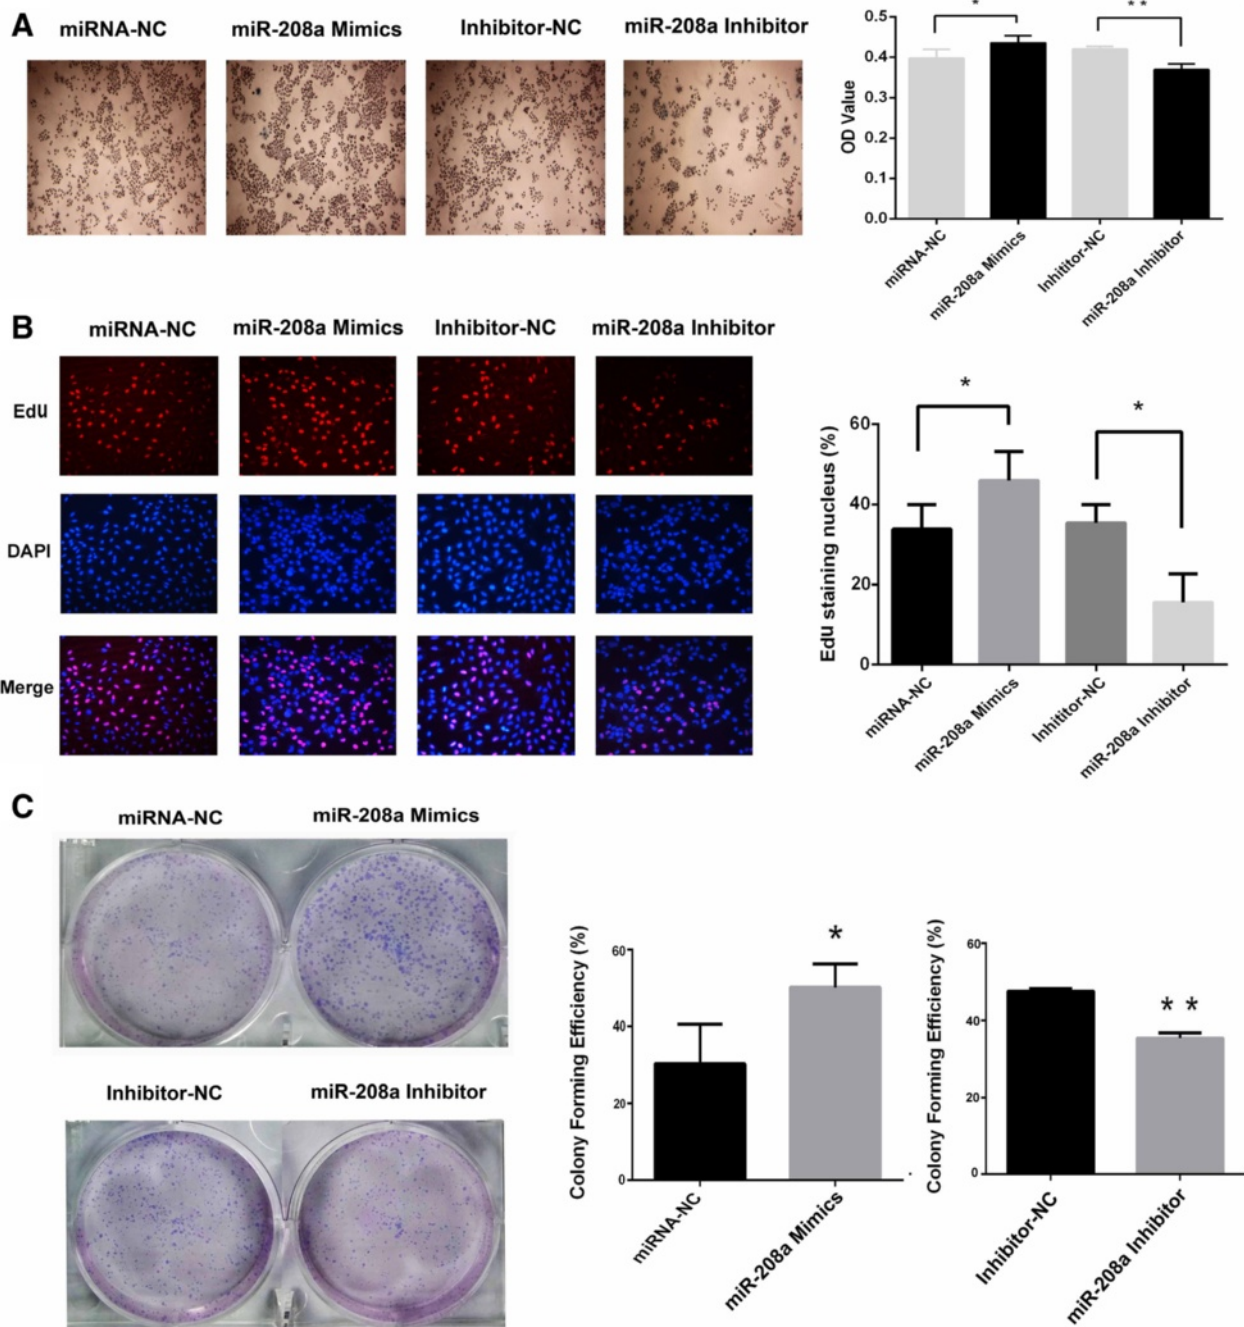 A
miRNA-NC
miR-208a Mimics
Inhibitor-NC
miR-208a Inhibitor
OD Value
0.5
0.4
0.3
0.2
0.1
0.0
*
**
miRNA-NC
miR-208a Mimics
Inhititor-NC
miR-208a Inhibitor
B
miRNA-NC
miR-208a Mimics
Inhibitor-NC
miR-208a Inhibitor
EdU
DAPI
Merge
EdU staining nucleus (%)
60
40
20
0
*
*
miRNA-NC
miR-208a Mimics
Inhititor-NC
miR-208a Inhibitor
C
miRNA-NC
miR-208a Mimics
Inhibitor-NC
miR-208a Inhibitor
Colony Forming Efficiency (%)
60
40
20
0
*
miRNA-NC
miR-208a Mimics
Colony Forming Efficiency (%)
60
40
20
0
**
Inhibitor-NC
miR-208a Inhibitor